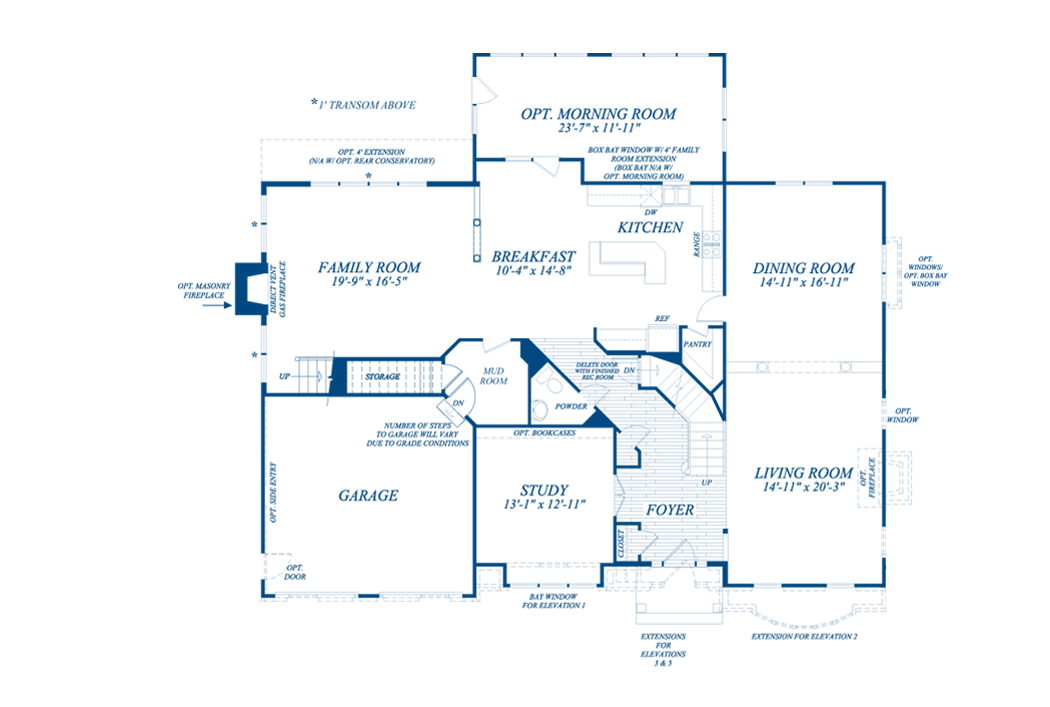 *1' TRANSOM ABOVE
OPT. MORNING ROOM
23'-7" x 11'-11"
OPT. 4' EXTENSION
(N/A W/ OPT. REAR CONSERVATORY)
*
BOX BAY WINDOW W/ 4' FAMILY
ROOM EXTENSION
(BOX BAY N/A W/
OPT. MORNING ROOM)
DW
KITCHEN
RANGE
*
FAMILY ROOM
19'-9" x 16'-5"
BREAKFAST
10'-4" x 14'-8"
DINING ROOM
14'-11" x 16'-11"
OPT.
WINDOWS/
OPT. BOX BAY
WINDOW
OPT. MASONRY
FIREPLACE
DIRECT VENT
GAS FIREPLACE
REF
PANTRY
*
UP
STORAGE
MUD
ROOM
DELETE DOOR
WITH FINISHED
REC ROOM
DN
DN
POWDER
OPT.
WINDOW
NUMBER OF STEPS
TO GARAGE WILL VARY
DUE TO GRADE CONDITIONS
OPT. BOOKCASES
UP
OPT. SIDE ENTRY
GARAGE
STUDY
13'-1" x 12'-11"
FOYER
LIVING ROOM
14'-11" x 20'-3"
OPT.
FIREPLACE
CLOSET
OPT.
DOOR
BAY WINDOW
FOR ELEVATION 1
EXTENSIONS
FOR
ELEVATIONS
3 & 5
EXTENSION FOR ELEVATION 2